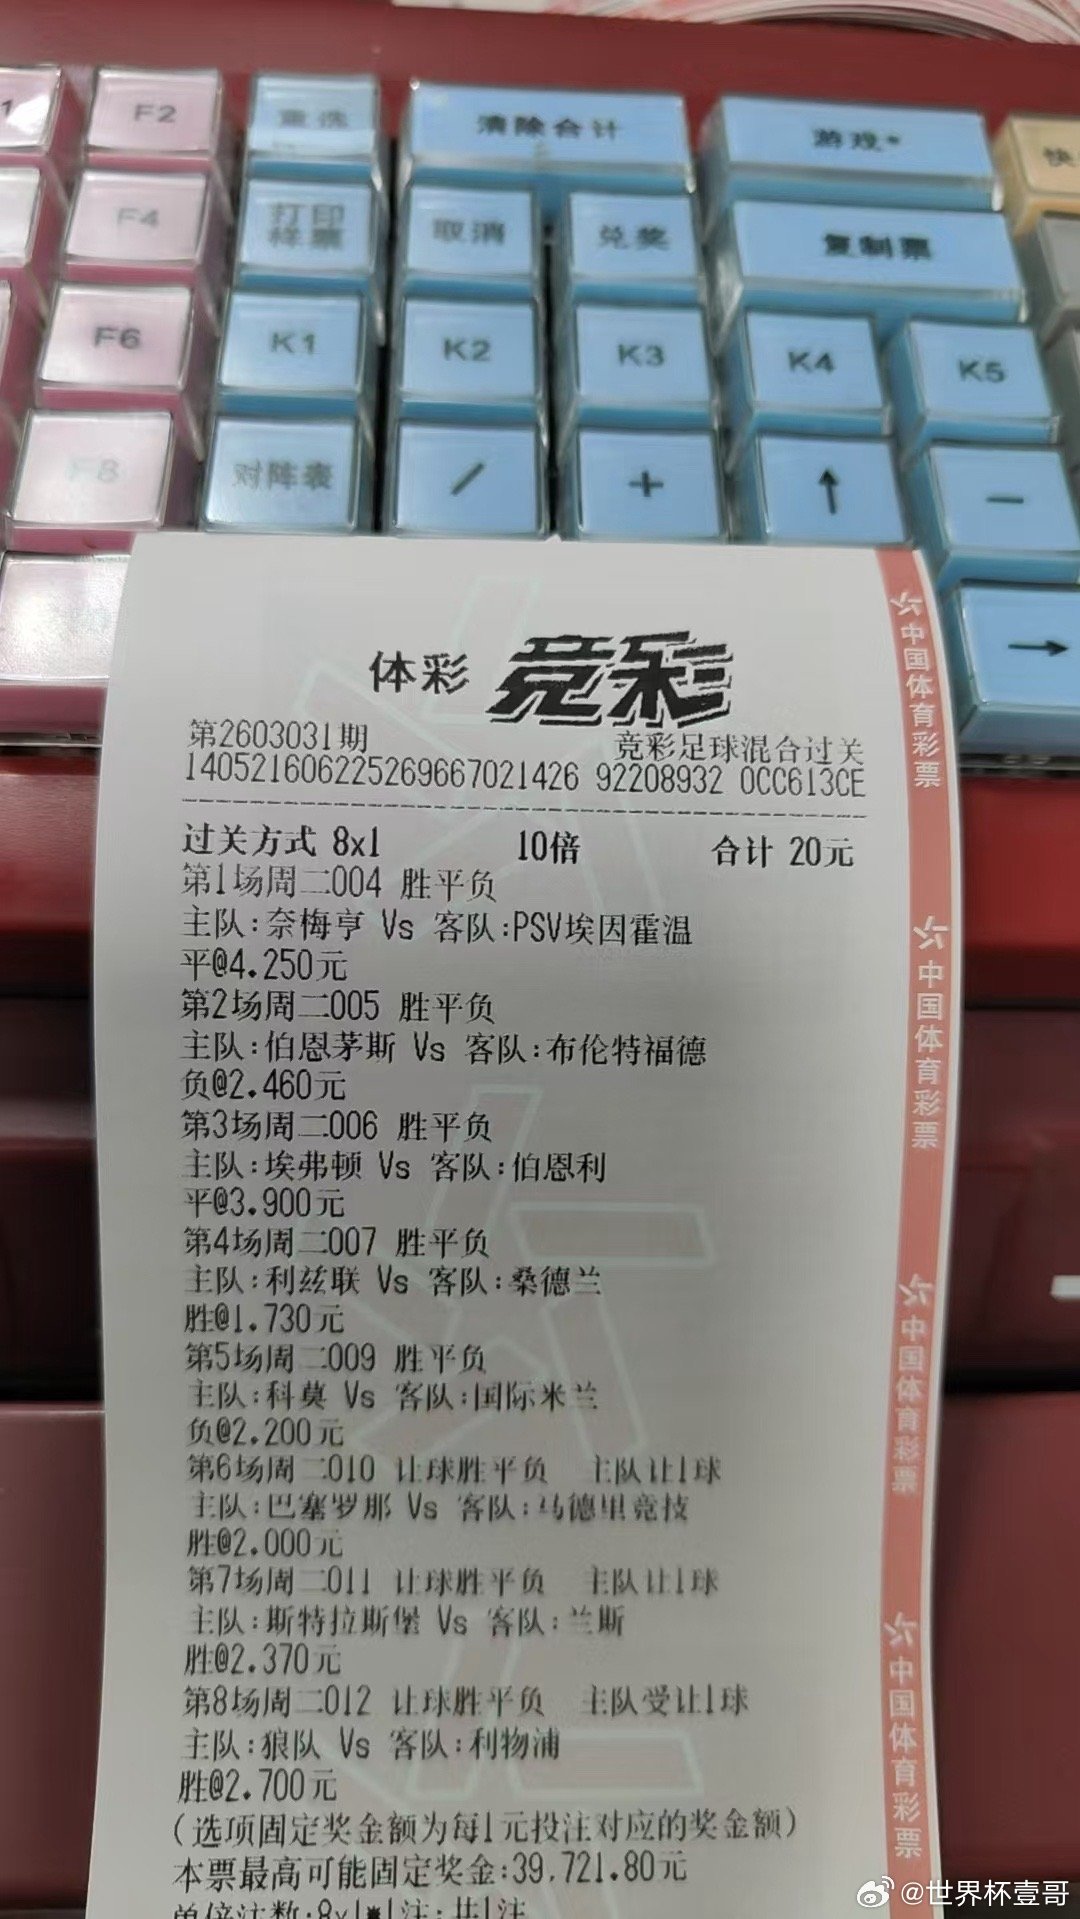 1 F2 重选 清除合计 游戏* 快
F4 打印样票 取消 兑奖 复制票
F6 K1 K2 K3 K4 K5
F8 对阵表 / + ↑ -
→
体彩 竞彩
第2603031期 竞彩足球混合过关
140521606225269667021426 92208932 0CC613CE
过关方式 8x1 10倍 合计 20元
第1场周二004 胜平负
主队:奈梅亨 Vs 客队:PSV埃因霍温
平@4.250元
第2场周二005 胜平负
主队:伯恩茅斯 Vs 客队:布伦特福德
负@2.460元
第3场周二006 胜平负
主队:埃弗顿 Vs 客队:伯恩利
平@3.900元
第4场周二007 胜平负
主队:利兹联 Vs 客队:桑德兰
胜@1.730元
第5场周二009 胜平负
主队:科莫 Vs 客队:国际米兰
负@2.200元
第6场周二010 让球胜平负 主队让1球
主队:巴塞罗那 Vs 客队:马德里竞技
胜@2.000元
第7场周二011 让球胜平负 主队让1球
主队:斯特拉斯堡 Vs 客队:兰斯
胜@2.370元
第8场周二012 让球胜平负 主队受让1球
主队:狼队 Vs 客队:利物浦
胜@2.700元
(选项固定奖金额为每1元投注对应的奖金额)
本票最高可能固定奖金:39,721.80元
单倍注数:8x1*1注;共1注
中国体育彩票
中国体育彩票
中国体育彩票
中国体育彩票
@世界杯壹哥